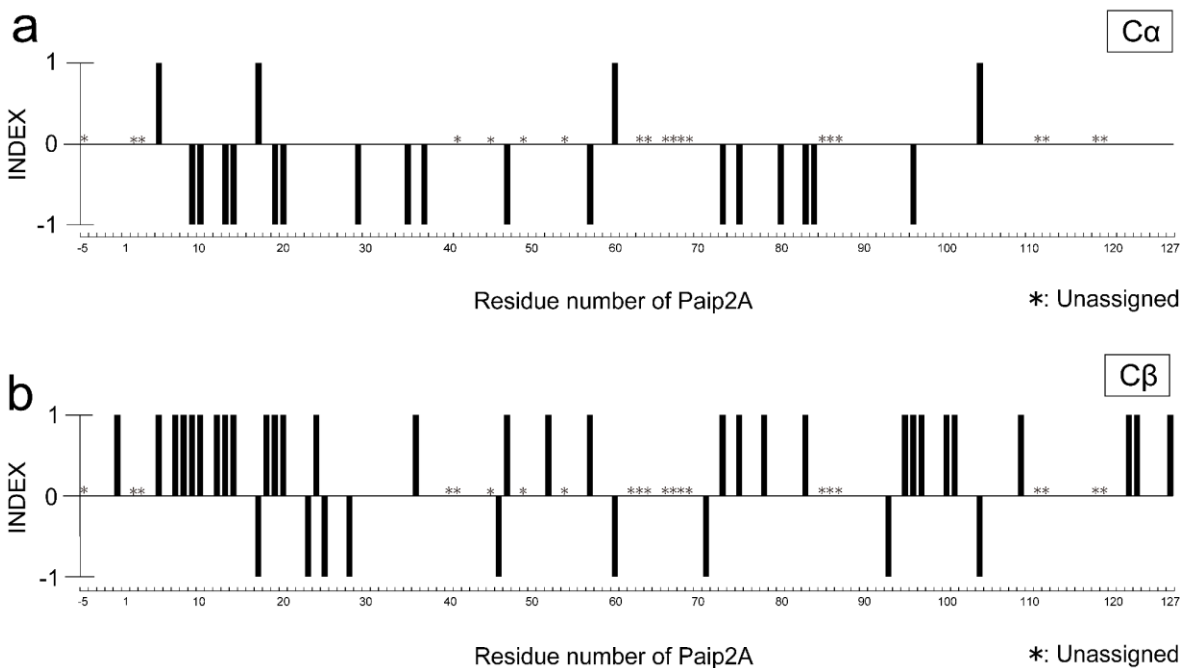 a
Cα
INDEX
1
0
-1
* ** * * * * ** **** *** ** **
-5 1 10 20 30 40 50 60 70 80 90 100 110 120 127
Residue number of Paip2A
*: Unassigned
b
Cβ
INDEX
1
0
-1
* ** ** * * * *** **** *** ** **
-5 1 10 20 30 40 50 60 70 80 90 100 110 120 127
Residue number of Paip2A
*: Unassigned